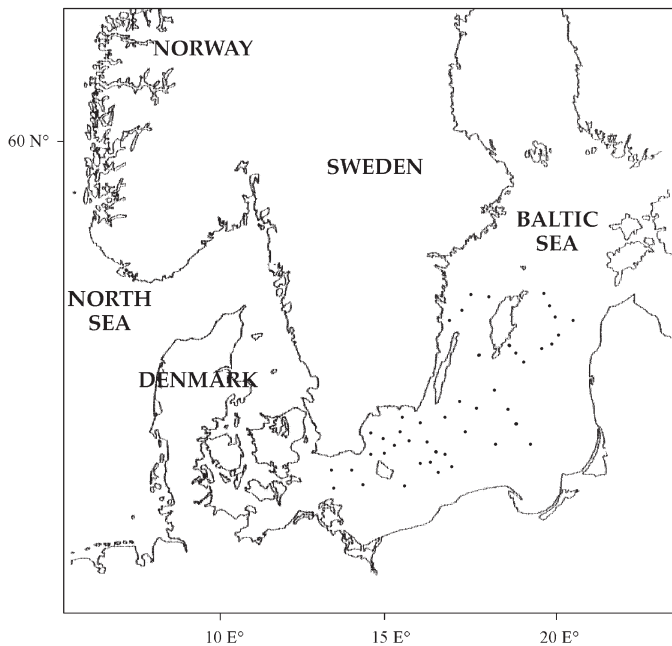 NORWAY
60 N°
SWEDEN
BALTIC
SEA
NORTH
SEA
DENMARK
10 E°
15 E°
20 E°